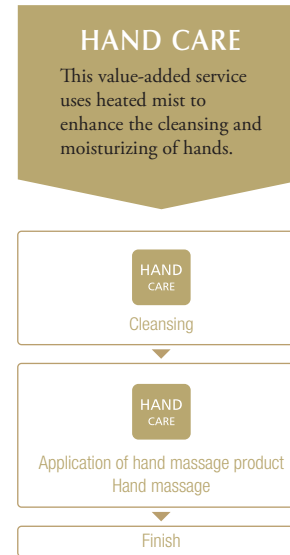 HAND CARE
This value-added service
uses heated mist to
enhance the cleansing and
moisturizing of hands.
HAND
CARE
Cleansing
HAND
CARE
Application of hand massage product
Hand massage
Finish